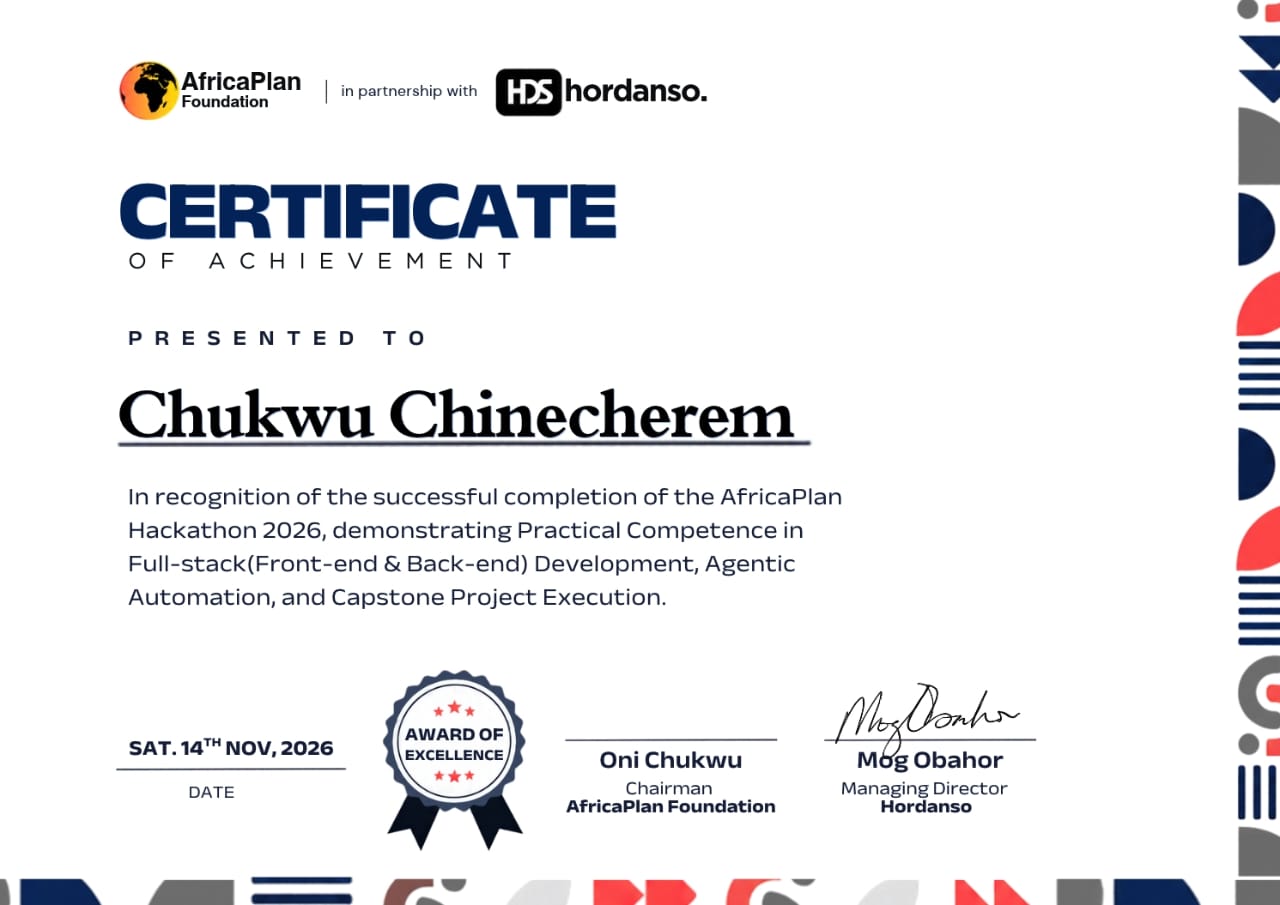 AfricaPlan
Foundation
in partnership with
HDS hordanso.
CERTIFICATE
OF ACHIEVEMENT
PRESENTED TO
Chukwu Chinecherem
In recognition of the successful completion of the AfricaPlan
Hackathon 2026, demonstrating Practical Competence in
Full-stack(Front-end & Back-end) Development, Agentic
Automation, and Capstone Project Execution.
SAT. 14TH NOV, 2026
DATE
AWARD OF
EXCELLENCE
Oni Chukwu
Chairman
AfricaPlan Foundation
Mog Obahor
Mog Obahor
Managing Director
Hordanso